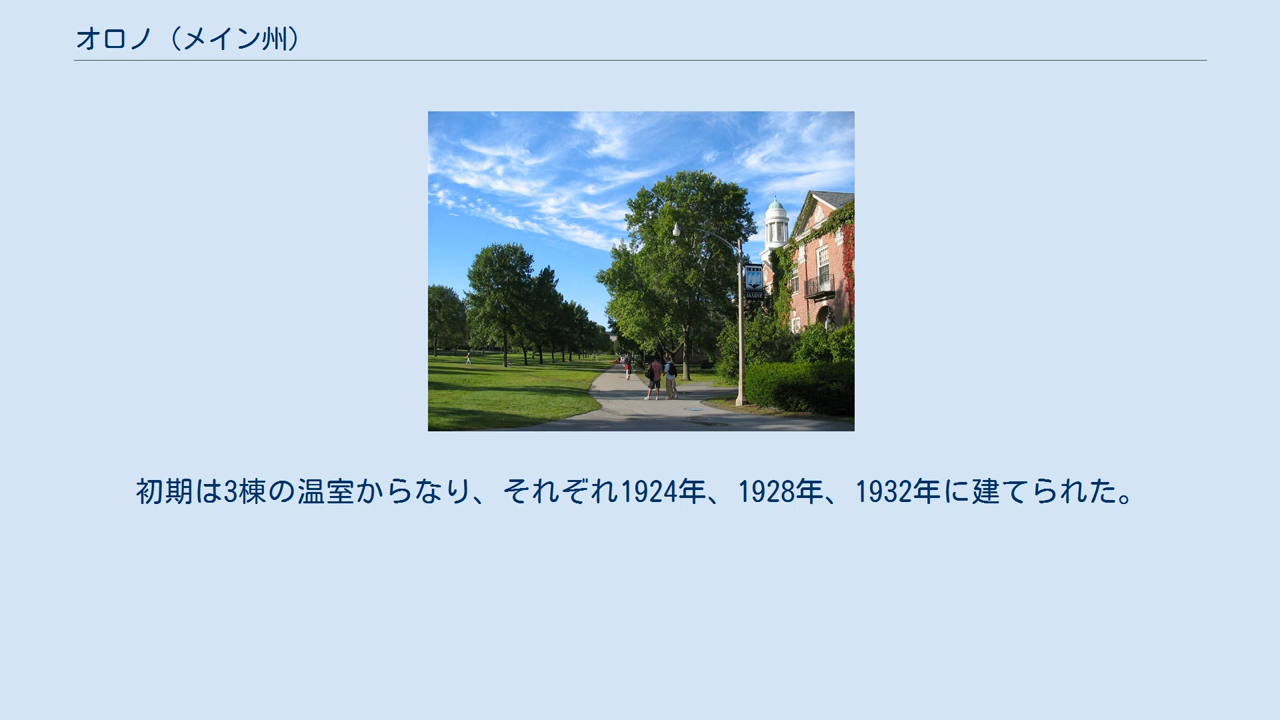 オロノ（メイン州）
MAINE
初期は3棟の温室からなり、それぞれ1924年、1928年、1932年に建てられた。